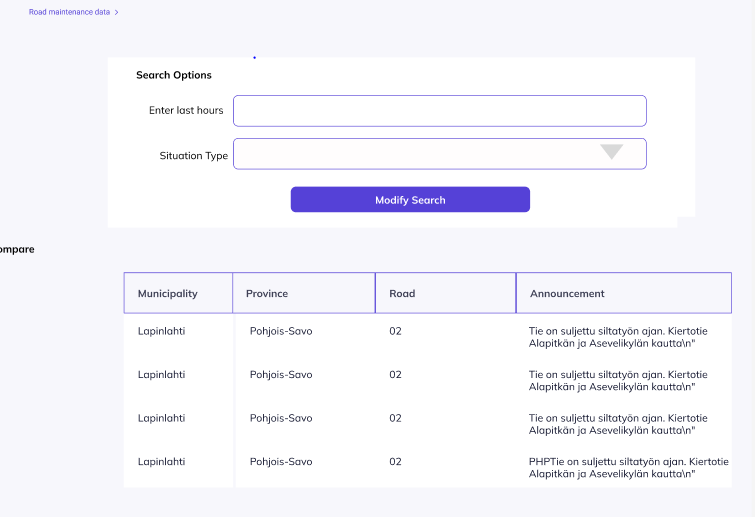 Road maintenance data >
Search Options
Enter last hours
Situation Type
Modify Search
ompare
Municipality Province Road Announcement
Lapinlahti Pohjois-Savo 02 Tie on suljettu siltatyön ajan. Kiertotie
Alapitkän ja Asevelikylän kautta\n"
Lapinlahti Pohjois-Savo 02 Tie on suljettu siltatyön ajan. Kiertotie
Alapitkän ja Asevelikylän kautta\n"
Lapinlahti Pohjois-Savo 02 Tie on suljettu siltatyön ajan. Kiertotie
Alapitkän ja Asevelikylän kautta\n"
Lapinlahti Pohjois-Savo 02 PHPTie on suljettu siltatyön ajan. Kiertotie
Alapitkän ja Asevelikylän kautta\n"